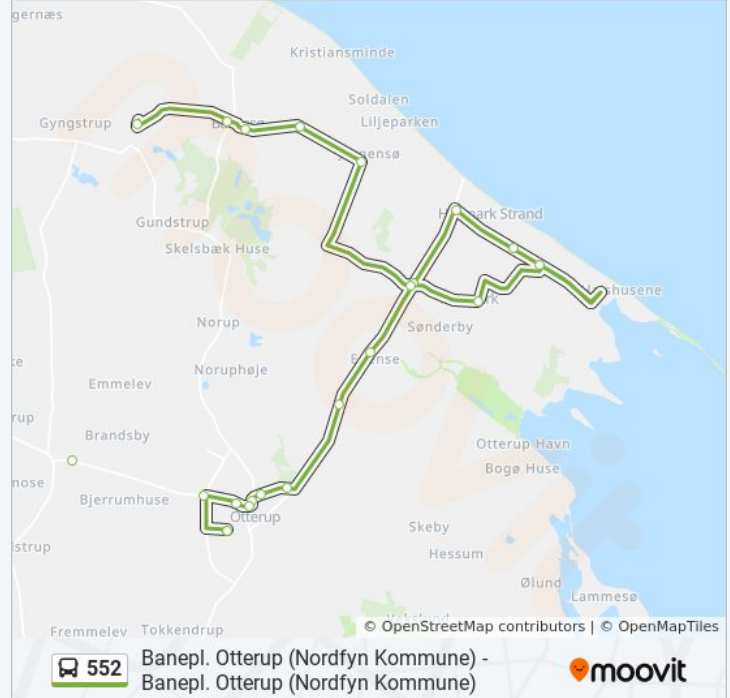 gernæs
Kristiansminde
Soldalen
Liljeparken
Gyngstrup
Gundstrup
Skelsbæk Huse
Norup
Noruphøje
Sønderby
Emmelev
Brandsby
Otterup Havn
Bogø Huse
Bjerrumhuse
Otterup
Skeby
Hessum
Ølund
Lammesø
lstrup
Fremmelev
Tokkendrup
© OpenStreetMap contributors | © OpenMapTiles
552
Banepl. Otterup (Nordfyn Kommune) -
Banepl. Otterup (Nordfyn Kommune)
moovit